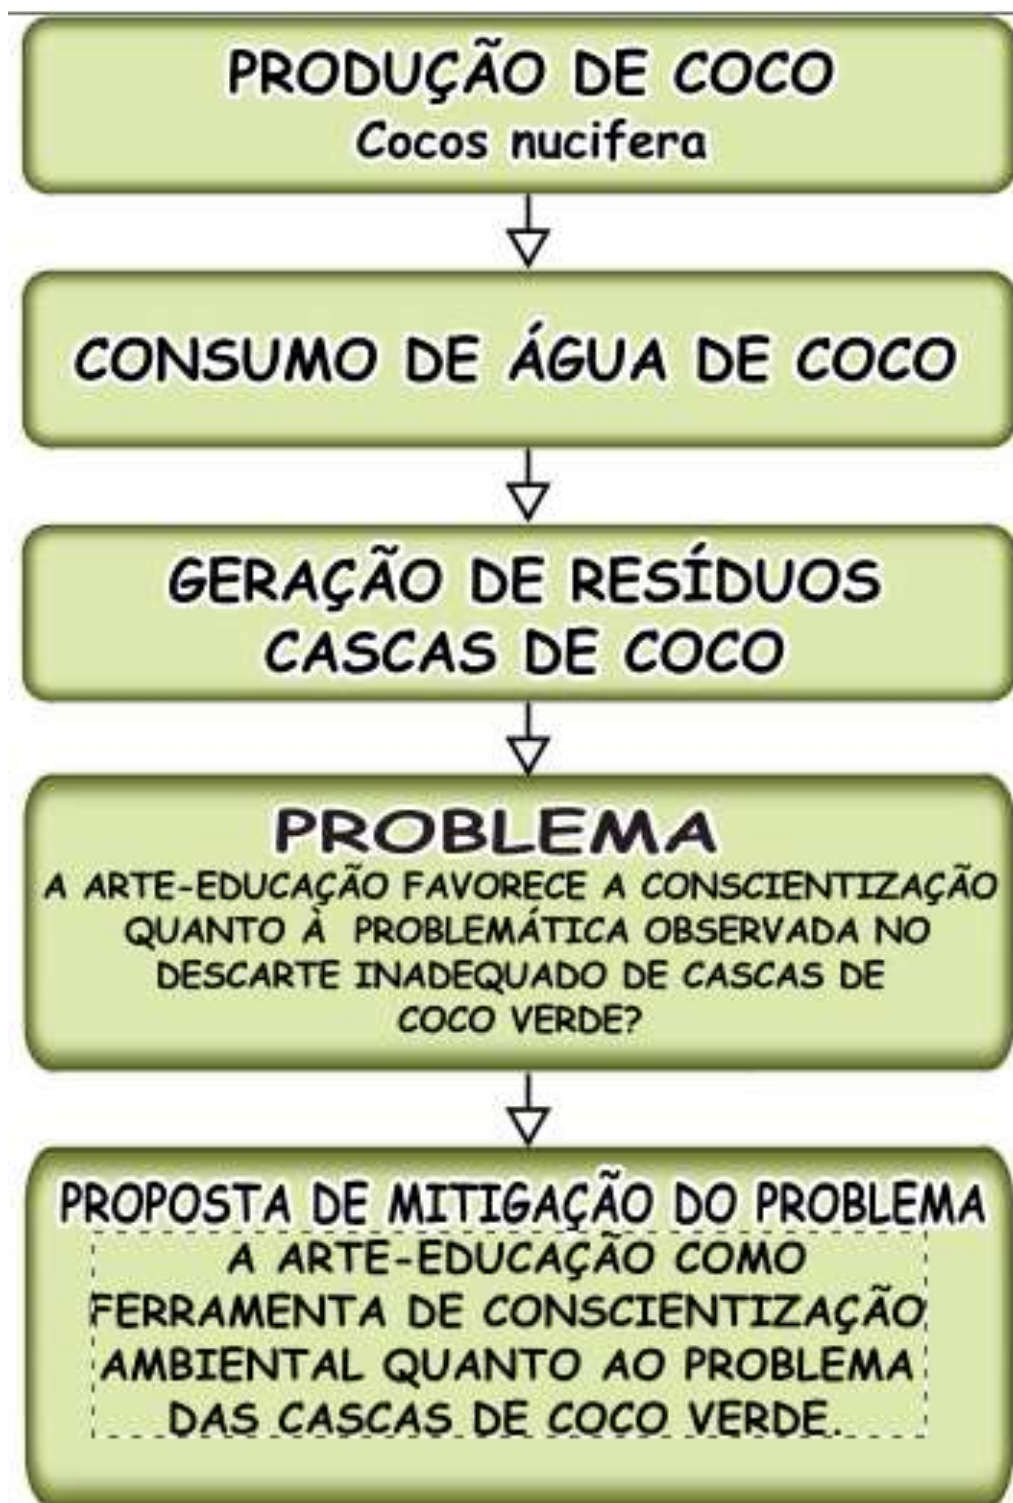 PRODUÇÃO DE COCO
Cocos nucifera
CONSUMO DE ÁGUA DE COCO
GERAÇÃO DE RESÍDUOS
CASCAS DE COCO
PROBLEMA
A ARTE-EDUCAÇÃO FAVORECE A CONSCIENTIZAÇÃO
QUANTO À PROBLEMÁTICA OBSERVADA NO
DESCARTE INADEQUADO DE CASCAS DE
COCO VERDE?
PROPOSTA DE MITIGAÇÃO DO PROBLEMA
A ARTE-EDUCAÇÃO COMO
FERRAMENTA DE CONSCIENTIZAÇÃO
AMBIENTAL QUANTO AO PROBLEMA
DAS CASCAS DE COCO VERDE.